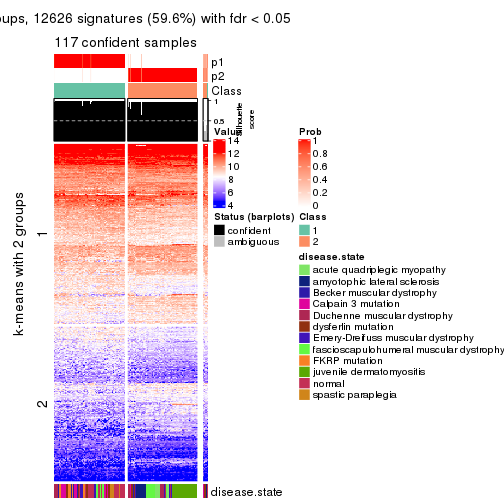 oups, 12626 signatures (59.6%) with fdr < 0.05
117 confident samples
p1
p2
Class
1
0.5
Silhouette
score
k-means with 2 groups
1
2
Value
14
12
10
8
6
4
Prob
1
0.8
0.6
0.4
0.2
0
Status (barplots)
confident
ambiguous
Class
1
2
disease.state
acute quadriplegic myopathy
amyotophic lateral sclerosis
Becker muscular dystrophy
Calpain 3 mutation
Duchenne muscular dystrophy
dysferlin mutation
Emery-Dreifuss muscular dystrophy
fascioscapulohumeral muscular dystrophy
FKRP mutation
juvenile dermatomyositis
normal
spastic paraplegia
disease.state